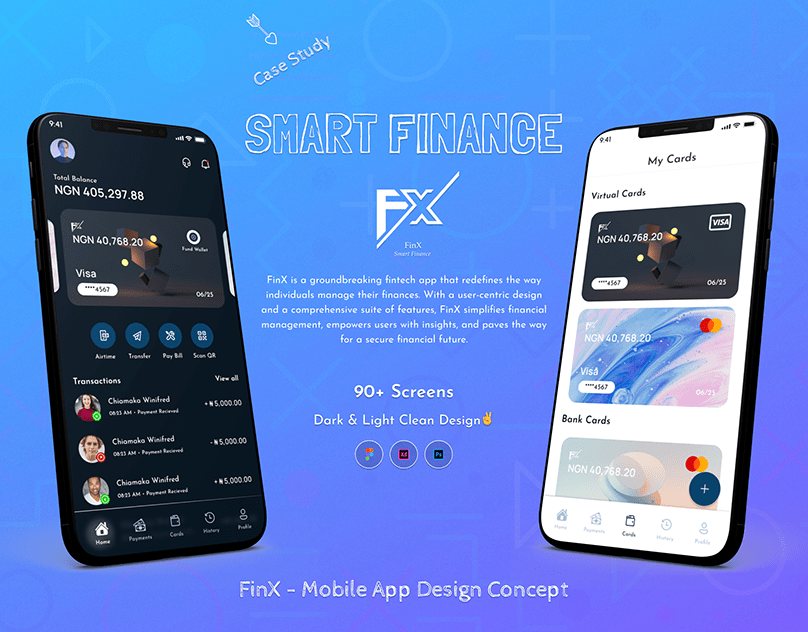 Case Study
SMART FINANCE
FX
FinX
Smart Finance
FinX is a groundbreaking fintech app that redefines the way
individuals manage their finances. With a user-centric design
and a comprehensive suite of features, FinX simplifies financial
management, empowers users with insights, and paves the way
for a secure financial future.
90+ Screens
Dark & Light Clean Design✌
Xd
Ps
9:41
Total Balance
NGN 405,297.88
FX
NGN 40,768.20
Fund Wallet
Visa
****4567
06/25
Airtime
Transfer
Pay Bill
Scan QR
Transactions
View all
Chiamaka Winifred
08:23 AM • Payment Recieved
+₦5,000.00
Chiamaka Winifred
08:23 AM • Payment Recieved
-₦5,000.00
Chiamaka Winifred
08:23 AM • Payment Recieved
+₦5,000.00
Home
Payments
Cards
History
Profile
9:41
My Cards
Virtual Cards
FX
VISA
NGN 40,768.20
****4567
06/25
FX
NGN 40,768.20
Visa
****4567
06/25
Bank Cards
FX
NGN 40,768.20
+
Home
Payments
Cards
History
Profile
FinX - Mobile App Design Concept